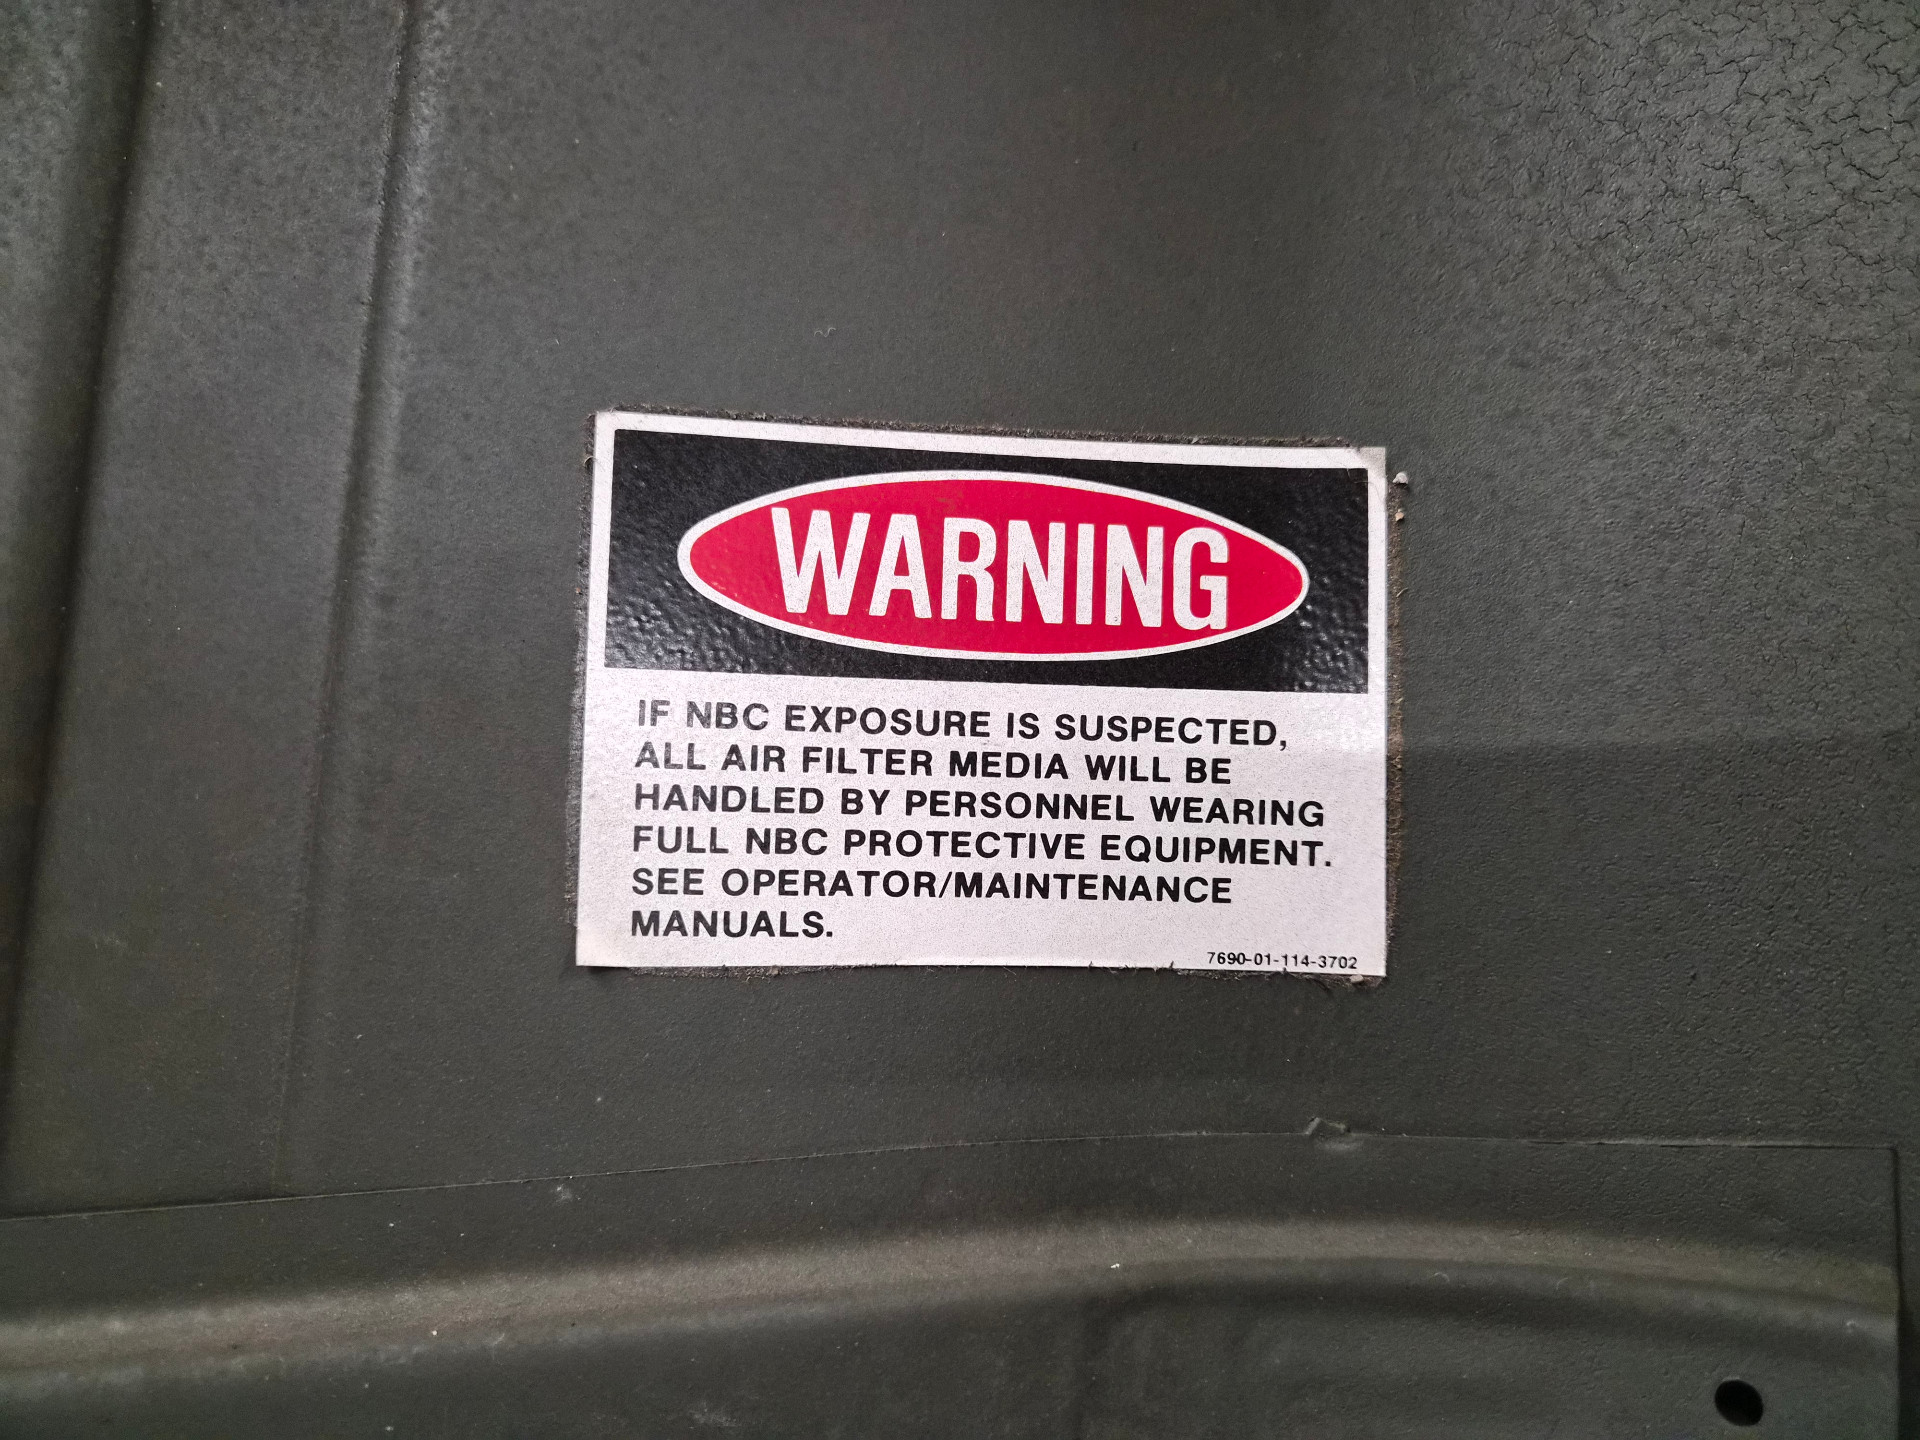 WARNING
IF NBC EXPOSURE IS SUSPECTED,
ALL AIR FILTER MEDIA WILL BE
HANDLED BY PERSONNEL WEARING
FULL NBC PROTECTIVE EQUIPMENT.
SEE OPERATOR/MAINTENANCE
MANUALS.
7690-01-114-3702